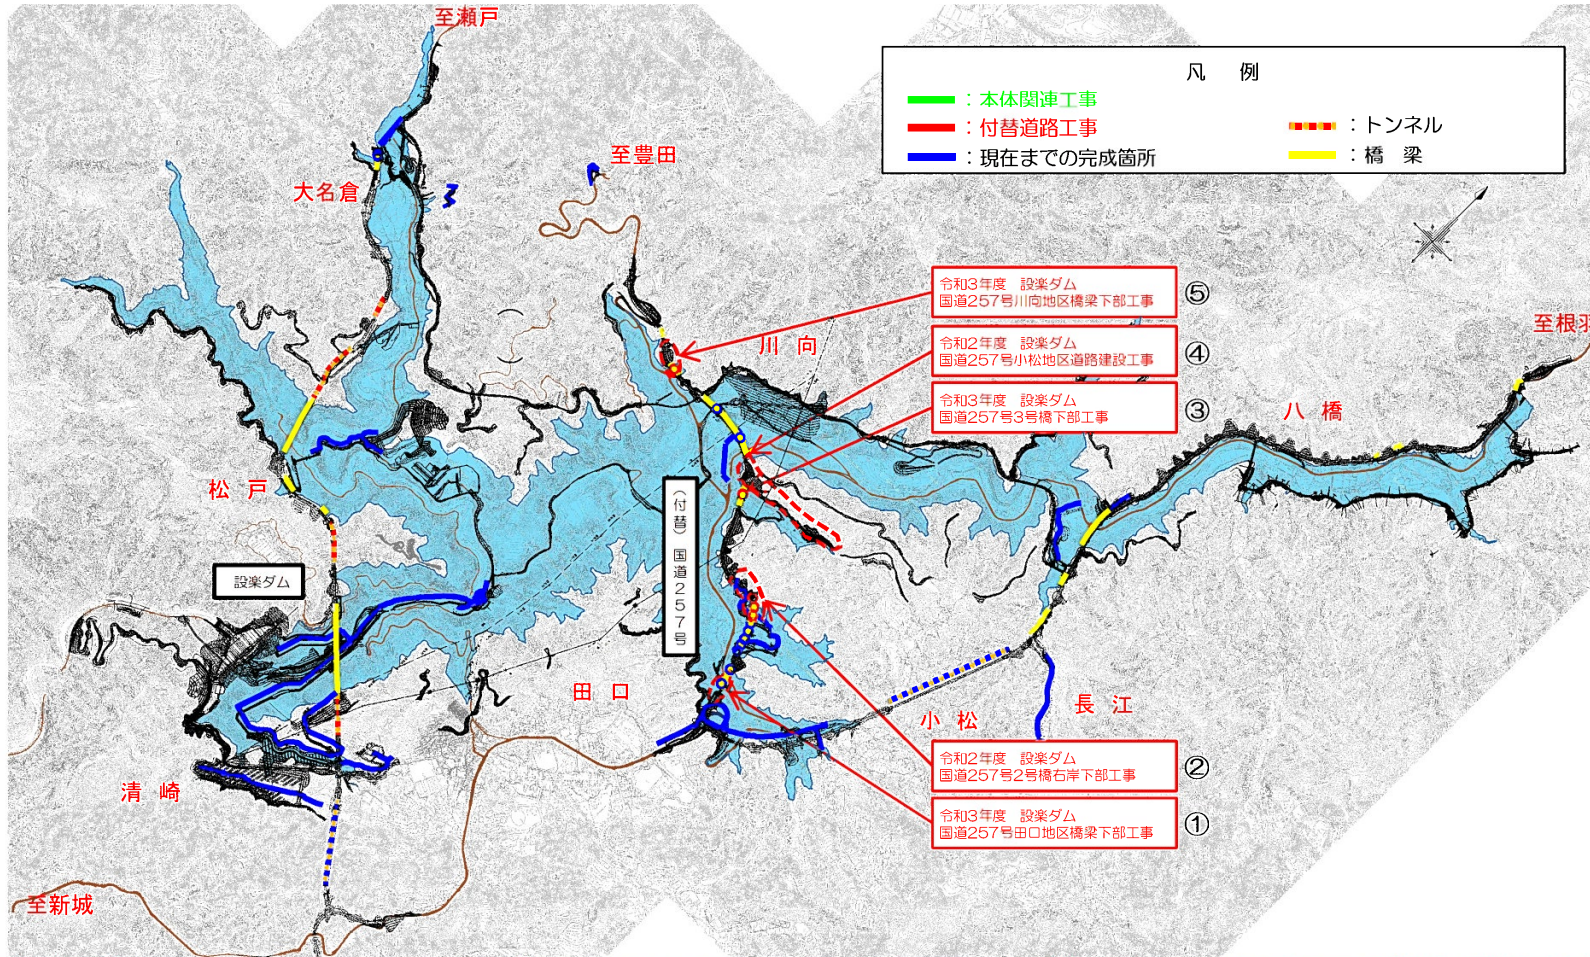 至瀬戸
凡 例
：本体関連工事
：付替道路工事
：トンネル
：現在までの完成箇所
：橋 梁
至豊田
大名倉
令和3年度 設楽ダム
国道257号川向地区橋梁下部工事
⑤
至根羽
川 向
令和2年度 設楽ダム
国道257号小松地区道路建設工事
④
令和3年度 設楽ダム
国道257号3号橋下部工事
③
八 橋
松 戸
（付替） 国道257号
設楽ダム
田 口
小 松
長 江
令和2年度 設楽ダム
国道257号2号橋右岸下部工事
②
清 崎
令和3年度 設楽ダム
国道257号田口地区橋梁下部工事
①
至新城